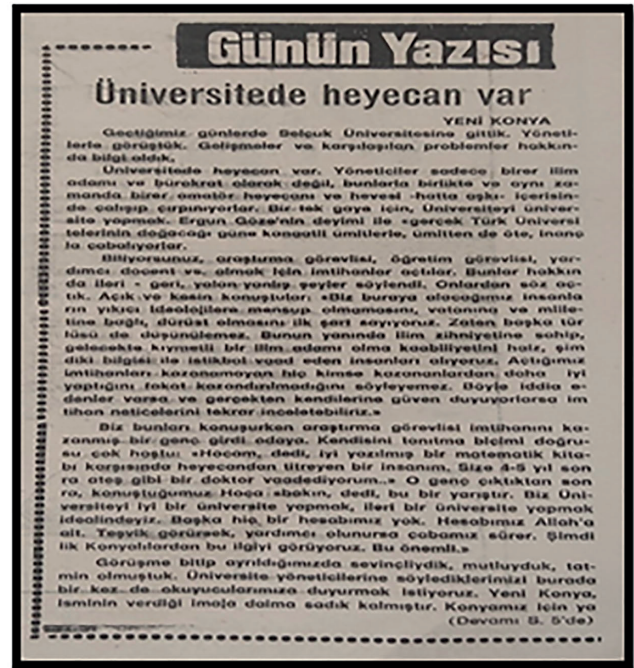 Günün Yazısı
Üniversitede heyecan var
YENİ KONYA
Geçtiğimiz günlerde Selçuk Üniversitesine gittik. Yöneti-
lerle görüştük. Gelişmeler ve karşılaşılan problemler hakkın-
da bilgi aldık.
Üniversitede heyecan var. Yöneticiler sadece birer ilim
adamı ve bürokrat olarak değil, bunlarla birlikte ve aynı za-
manda birer amatör heyecanı ve hevesi -hatta aşkı- içerisin-
de çalışıp çırpınıyorlar. Bir tek gaye için, Üniversiteyi üniver-
site yapmak. Ergun Göze'nin deyimi ile «gerçek Türk Üniversi
telerinin doğacağı güne ümitlerle, ümitten de öte, inanç
la çabalıyorlar.
Biliyorsunuz, araştırma görevlisi, öğretim görevlisi, yar-
dımcı doçent vs. olmak için imtihanlar açtılar. Bunlar hakkın
da ileri - geri, yalan yanlış şeyler söylendi. Onlardan söz aç-
tık. Açık ve kesin konuştular: «Biz buraya alacağımız insanla
rın yıkıcı ideolojilere mensup olmamasını, vatanına ve mille-
tine bağlı, dürüst olmasını ilk şart sayıyoruz. Zaten başka tür
lüsü de düşünülemez. Bunun yanında ilim zihniyetine sahip,
gelecekte kıymetli bir ilim adamı olma kaabiliyetini haiz, şim
diki bilgisi ile istikbal vaad eden insanları alıyoruz. Açtığımız
imtihanları kazanamayan hiç kimse kazananlardan daha iyi
yaptığını fakat kazandırılmadığını söyleyemez. Böyle iddia e-
denler varsa ve gerçekten kendilerine güven duyuyorlarsa im
tihan neticelerini tekrar inceletebiliriz.»
Biz bunları konuşurken araştırma görevlisi imtihanını ka-
zanmış bir genç girdi odaya. Kendisini tanıtma biçimi doğru-
su çok hoştu: «Hocam, dedi, iyi yazılmış bir matematik kita-
bı karşısında heyecandan titreyen bir insanım. Size 4-5 yıl son
ra ateş gibi bir doktor vaadediyorum..» O genç çıktıktan son
ra, konuştuğumuz Hoca «bakın, dedi, bu bir yarıştır. Biz Üni-
versiteyi iyi bir üniversite yapmak, ileri bir üniversite yapmak
idealindeyiz. Başka hiç bir hesabımız yok. Hesabımız Allah'a
ait. Teşvik görürsek, yardımcı olunursa çabamız sürer. Şimdi
lik Konyalılardan bu ilgiyi görüyoruz. Bu önemli.»
Görüşme bitip ayrıldığımızda sevinçliydik, mutluyduk, tat-
min olmuştuk. Üniversite yöneticilerine söylediklerimizi burada
bir kez de okuyucularımıza duyurmak istiyoruz. Yeni Konya,
isminin verdiği imaja daima sadık kalmıştır. Konyamız için ya
(Devamı S. 5'de)